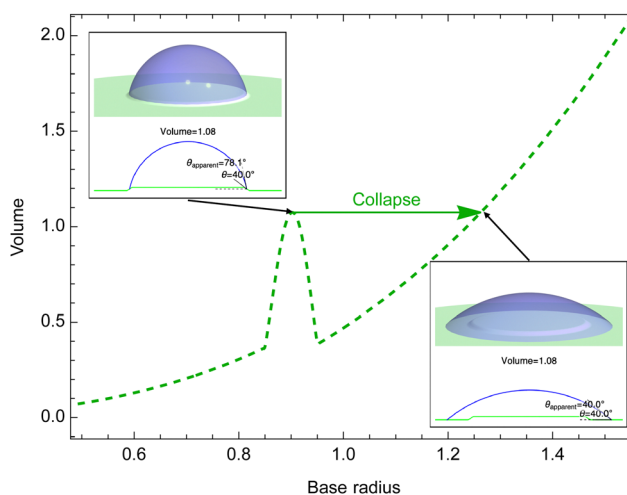 2.0
1.5
1.0
0.5
0.0
Volume
Volume=1.08
θapparent=78.1°
θ=40.0°
Collapse
Volume=1.08
θapparent=40.0°
θ=40.0°
0.6 0.8 1.0 1.2 1.4
Base radius